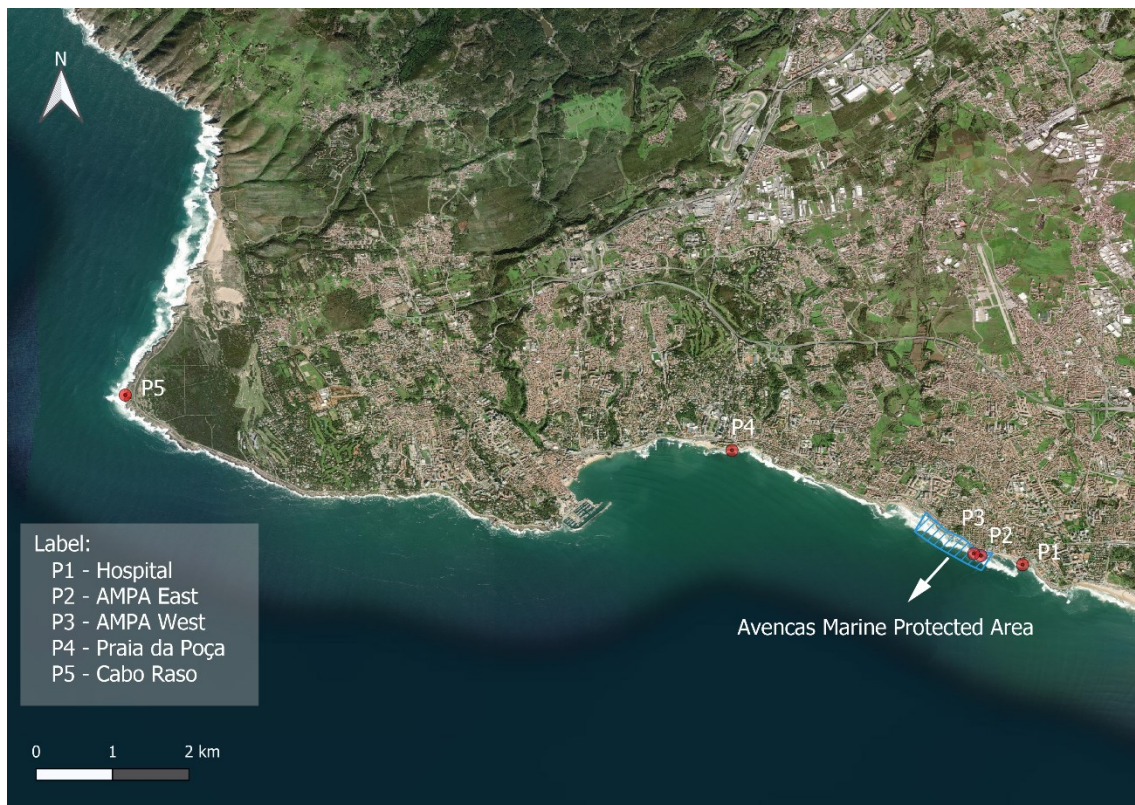 N
P5
P4
P3
P2
P1
Avencas Marine Protected Area
Label:
P1 - Hospital
P2 - AMPA East
P3 - AMPA West
P4 - Praia da Poça
P5 - Cabo Raso
0 1 2 km